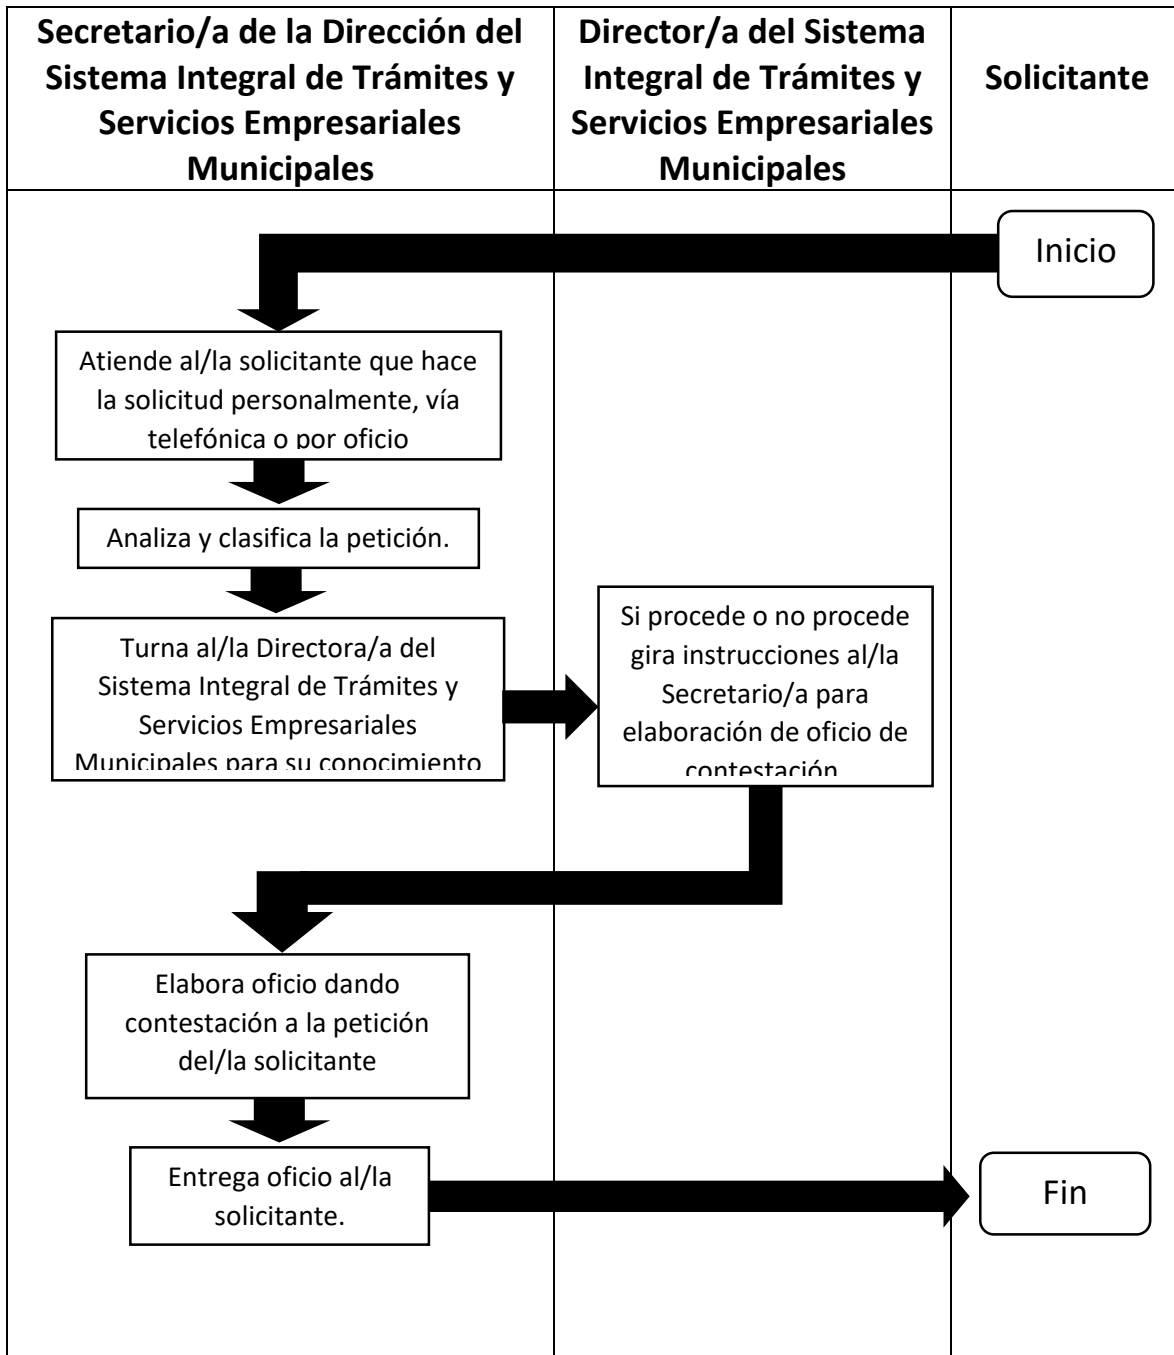 Secretario/a de la Dirección del
Sistema Integral de Trámites y
Servicios Empresariales
Municipales
Director/a del Sistema
Integral de Trámites y
Servicios Empresariales
Municipales
Solicitante
Inicio
Atiende al/la solicitante que hace
la solicitud personalmente, vía
telefónica o por oficio
Analiza y clasifica la petición.
Turna al/la Directora/a del
Sistema Integral de Trámites y
Servicios Empresariales
Municipales para su conocimiento
Si procede o no procede
gira instrucciones al/la
Secretario/a para
elaboración de oficio de
contestación
Elabora oficio dando
contestación a la petición
del/la solicitante
Entrega oficio al/la
solicitante.
Fin